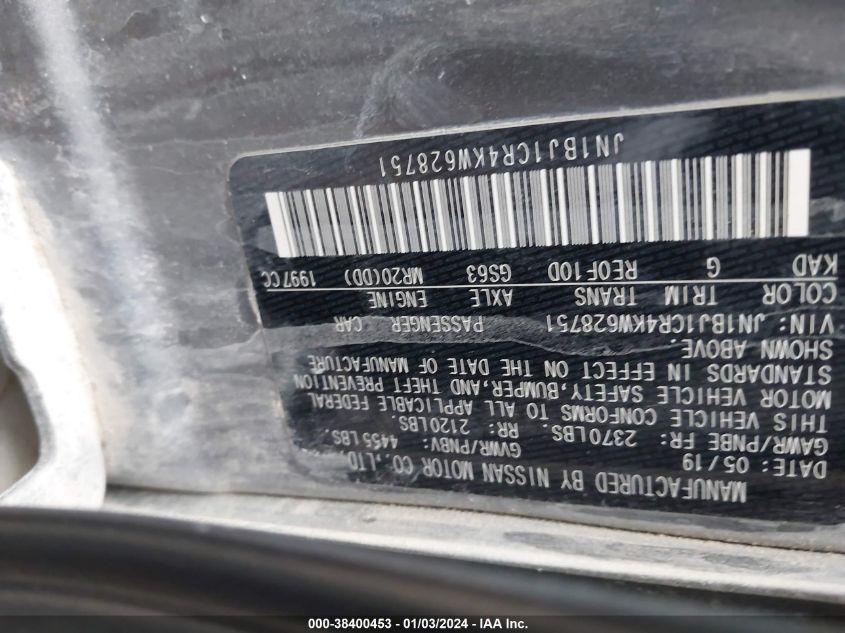 MANUFACTURED BY NISSAN MOTOR CO.,LTD.
DATE: 05/19
GAWR/PNBE FR: 2370LBS. RR: 2120LBS.
GVWR/PNBV: 4455LBS.
THIS VEHICLE CONFORMS TO ALL APPLICABLE FEDERAL
MOTOR VEHICLE SAFETY,BUMPER,AND THEFT PREVENTION
STANDARDS IN EFFECT ON THE DATE OF MANUFACTURE
SHOWN ABOVE.
VIN: JN1BJ1CR4KW628751 PASSENGER CAR
COLOR TRIM TRANS AXLE ENGINE
KAD G RE0F10D GS63 MR20(DD) 1997CC
JN1BJ1CR4KW628751
000-38400453 - 01/03/2024 - IAA Inc.